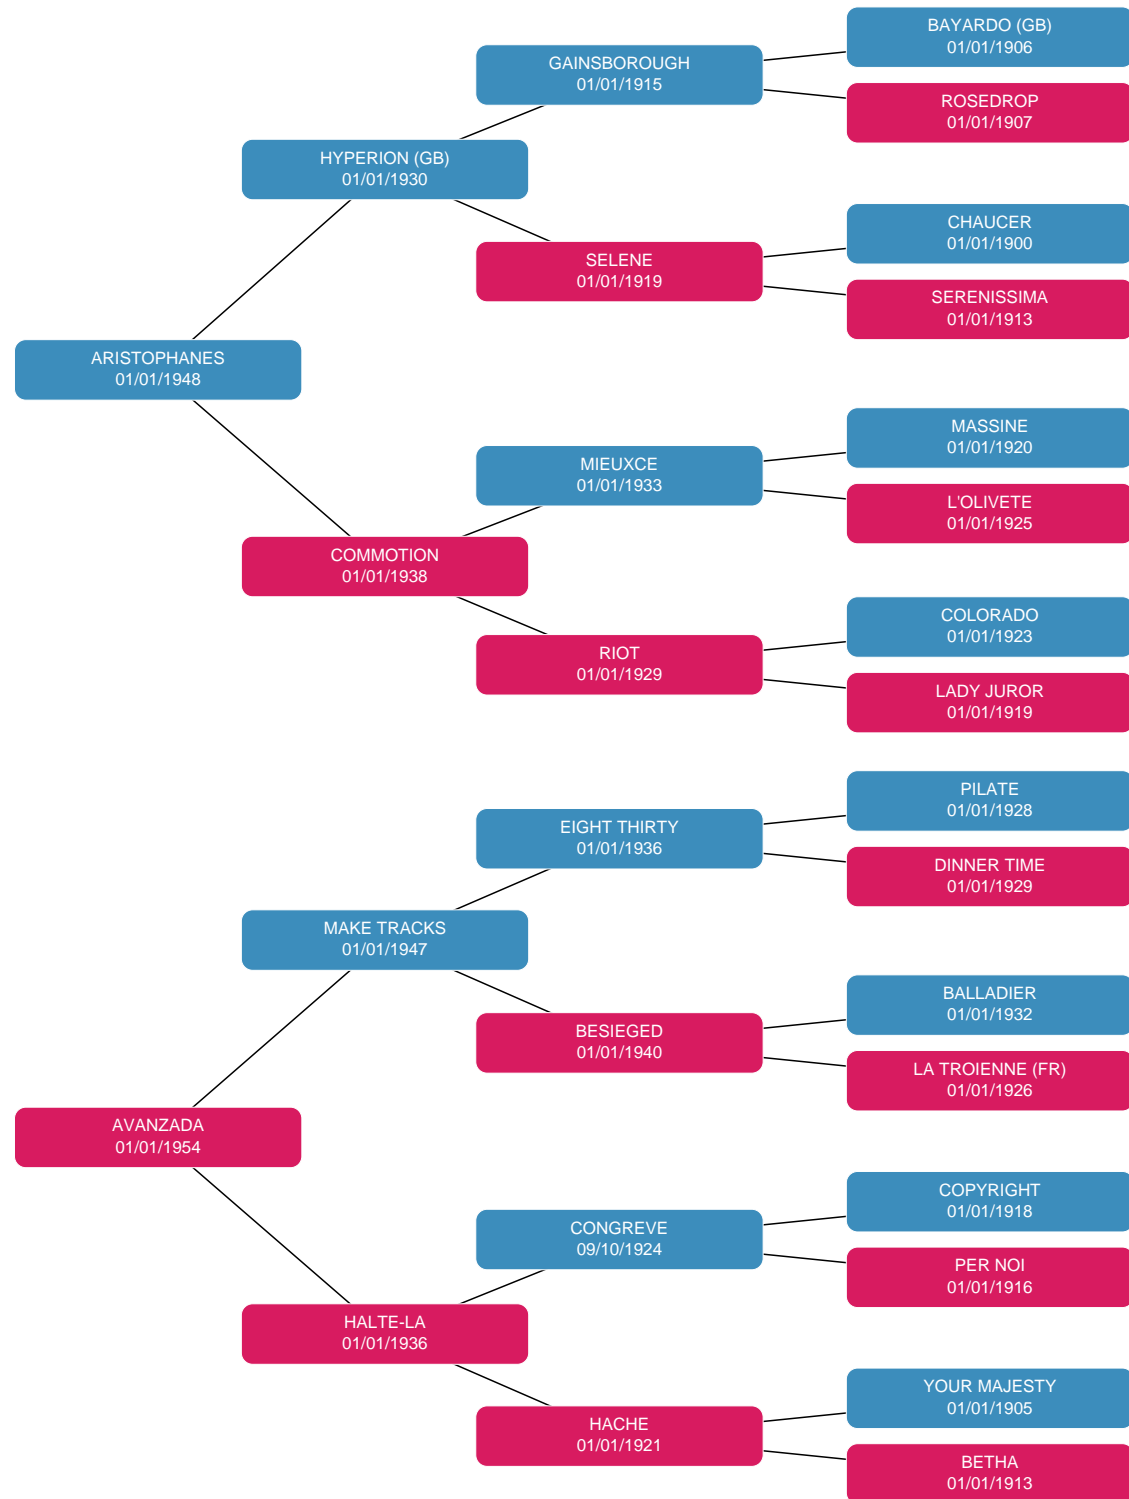 BAYARDO (GB)
01/01/1906
GAINSBOROUGH
01/01/1915
ROSEDROP
01/01/1907
HYPERION (GB)
01/01/1930
CHAUCER
01/01/1900
SELENE
01/01/1919
SERENISSIMA
01/01/1913
ARISTOPHANES
01/01/1948
MASSINE
01/01/1920
MIEUXCE
01/01/1933
L'OLIVETE
01/01/1925
COMMOTION
01/01/1938
COLORADO
01/01/1923
RIOT
01/01/1929
LADY JUROR
01/01/1919
PILATE
01/01/1928
EIGHT THIRTY
01/01/1936
DINNER TIME
01/01/1929
MAKE TRACKS
01/01/1947
BALLADIER
01/01/1932
BESIEGED
01/01/1940
LA TROIENNE (FR)
01/01/1926
AVANZADA
01/01/1954
COPYRIGHT
01/01/1918
CONGREVE
09/10/1924
PER NOI
01/01/1916
HALTE-LA
01/01/1936
YOUR MAJESTY
01/01/1905
HACHE
01/01/1921
BETHA
01/01/1913